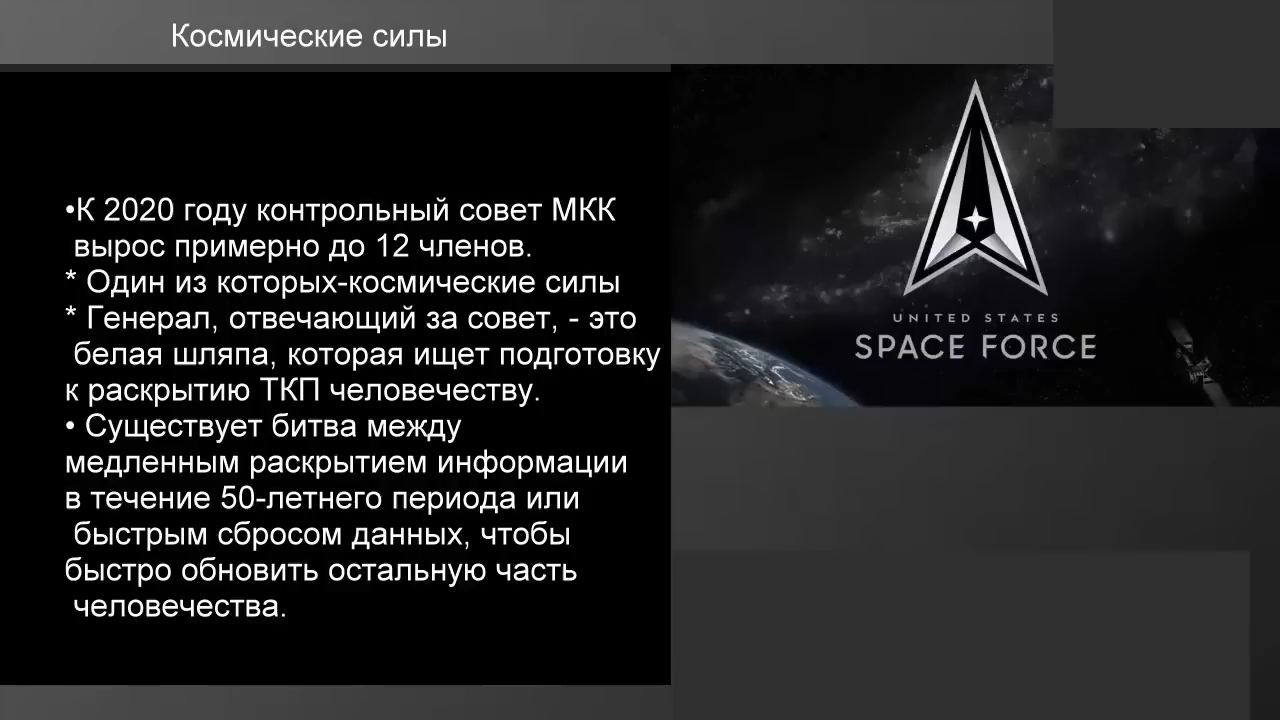 Космические силы
•К 2020 году контрольный совет МКК
вырос примерно до 12 членов.
* Один из которых-космические силы
* Генерал, отвечающий за совет, - это
белая шляпа, которая ищет подготовку
к раскрытию ТКП человечеству.
• Существует битва между
медленным раскрытием информации
в течение 50-летнего периода или
быстрым сбросом данных, чтобы
быстро обновить остальную часть
человечества.
UNITED STATES
SPACE FORCE